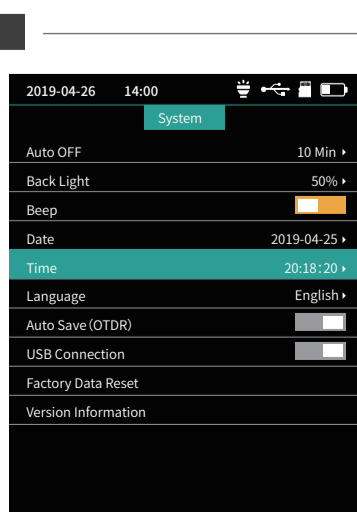 2019-04-26 14:00
System
Auto OFF 10 Min
Back Light 50%
Beep
Date 2019-04-25
Time 20:18:20
Language English
Auto Save(OTDR)
USB Connection
Factory Data Reset
Version Information